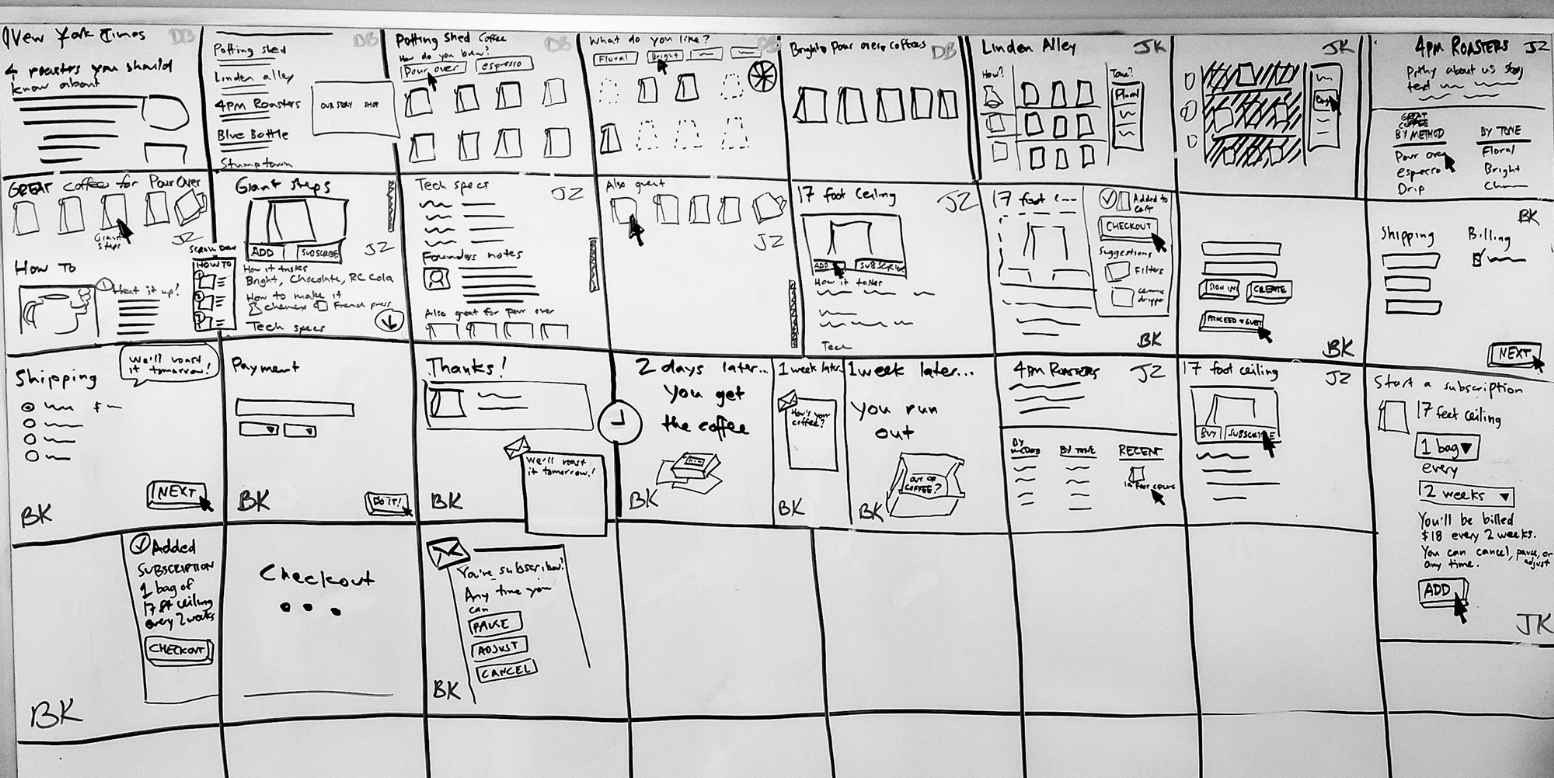 New York Times
DB
4 roasters you should
know about
Potting shed
DB
Linden alley
4PM Roasters
Blue Bottle
Stumptown
OUR STORY SHOP
Potting Shed Coffee
DB
How do you brew?
Pour over
espresso
What do you like?
DB
Floral
Bright
Bright Pour over coffees
DB
Linden Alley
JK
How?
Tone?
Floral
JK
4PM ROASTERS
JZ
Pithy about us story
text
GREAT
COFFEE
BY METHOD
BY TONE
Pour over
Floral
espresso
Bright
Drip
GREAT coffee for Pour Over
Giant
Steps
JZ
How To
Heat it up!
SCROLL DOWN
HOW TO
Giant Steps
ADD
SUBSCRIBE
JZ
How it tastes
Bright, Chocolate, RC Cola
How to make it
Chemex
French press
Tech specs
Tech specs
Founders notes
Also great for pour over
Also great
JZ
17 foot Ceiling
JZ
ADD
SUBSCRIBE
How it tastes
Tech
17 foot c---
Added to
cart
CHECKOUT
Suggestions
Filters
ceramic
dripper
BK
SIGN IN
CREATE
PROCEED & GUEST
BK
BK
Shipping
Billing
NEXT
Shipping
We'll roast
it tomorrow!
$
NEXT
BK
Payment
DO IT!
BK
Thanks!
We'll roast
it tomorrow!
BK
2 days later...
You get
the coffee
BK
1 week later
How's your
coffee?
BK
1 week later...
You run
out
OUT OF
COFFEE?
BK
4PM ROASTERS
JZ
BY
METHOD
BY TONE
RECENT
17 foot ceiling
JZ
BUY
SUBSCRIBE
Start a subscription
17 feet ceiling
1 bag
every
2 weeks
You'll be billed
$18 every 2 weeks.
You can cancel, pause, or
adjust
any time.
ADD
JK
Added
SUBSCRIPTION
1 bag of
17 ft ceiling
every 2 weeks
CHECKOUT
BK
Checkout
...
You've subscribed!
Any time you
can
PAUSE
ADJUST
CANCEL
BK